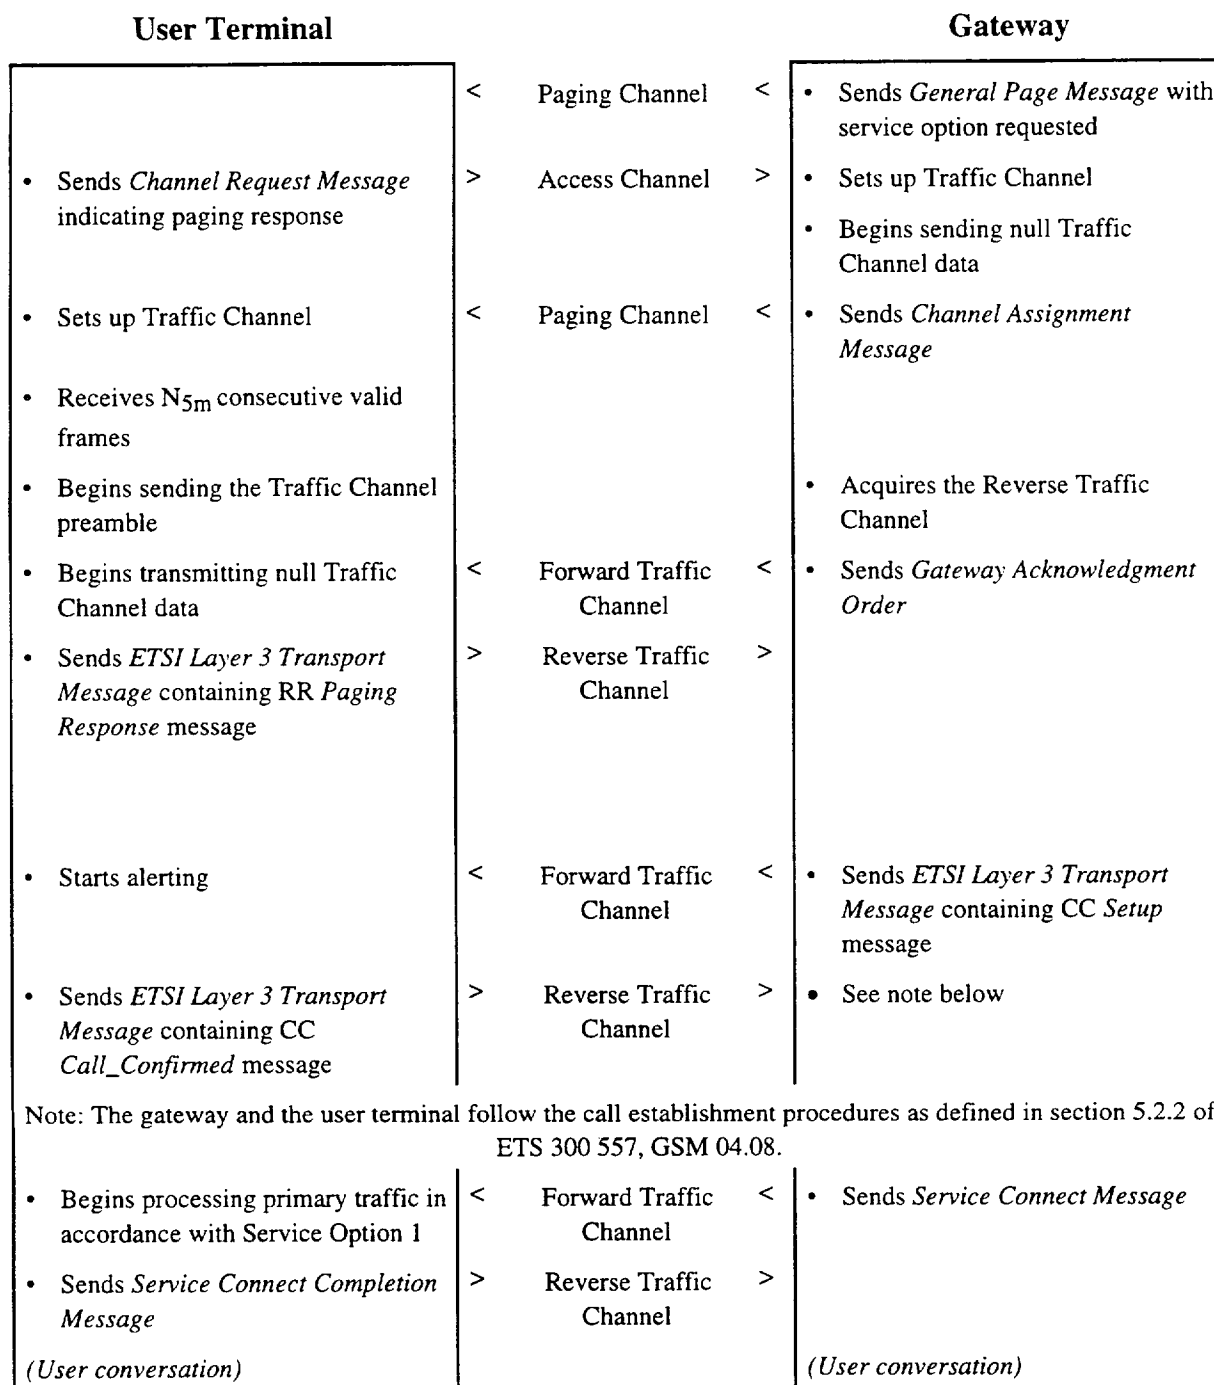 User Terminal
Gateway
< Paging Channel < • Sends General Page Message with
service option requested
• Sends Channel Request Message > Access Channel > • Sets up Traffic Channel
indicating paging response
• Begins sending null Traffic
Channel data
• Sets up Traffic Channel < Paging Channel < • Sends Channel Assignment
Message
• Receives N5m consecutive valid
frames
• Begins sending the Traffic Channel • Acquires the Reverse Traffic
preamble Channel
• Begins transmitting null Traffic < Forward Traffic < • Sends Gateway Acknowledgment
Channel data Channel Order
• Sends ETSI Layer 3 Transport > Reverse Traffic >
Message containing RR Paging Channel
Response message
• Starts alerting < Forward Traffic < • Sends ETSI Layer 3 Transport
Channel Message containing CC Setup
message
• Sends ETSI Layer 3 Transport > Reverse Traffic > • See note below
Message containing CC Channel
Call_Confirmed message
Note: The gateway and the user terminal follow the call establishment procedures as defined in section 5.2.2 of
ETS 300 557, GSM 04.08.
• Begins processing primary traffic in < Forward Traffic < • Sends Service Connect Message
accordance with Service Option 1 Channel
• Sends Service Connect Completion > Reverse Traffic >
Message Channel
(User conversation) (User conversation)